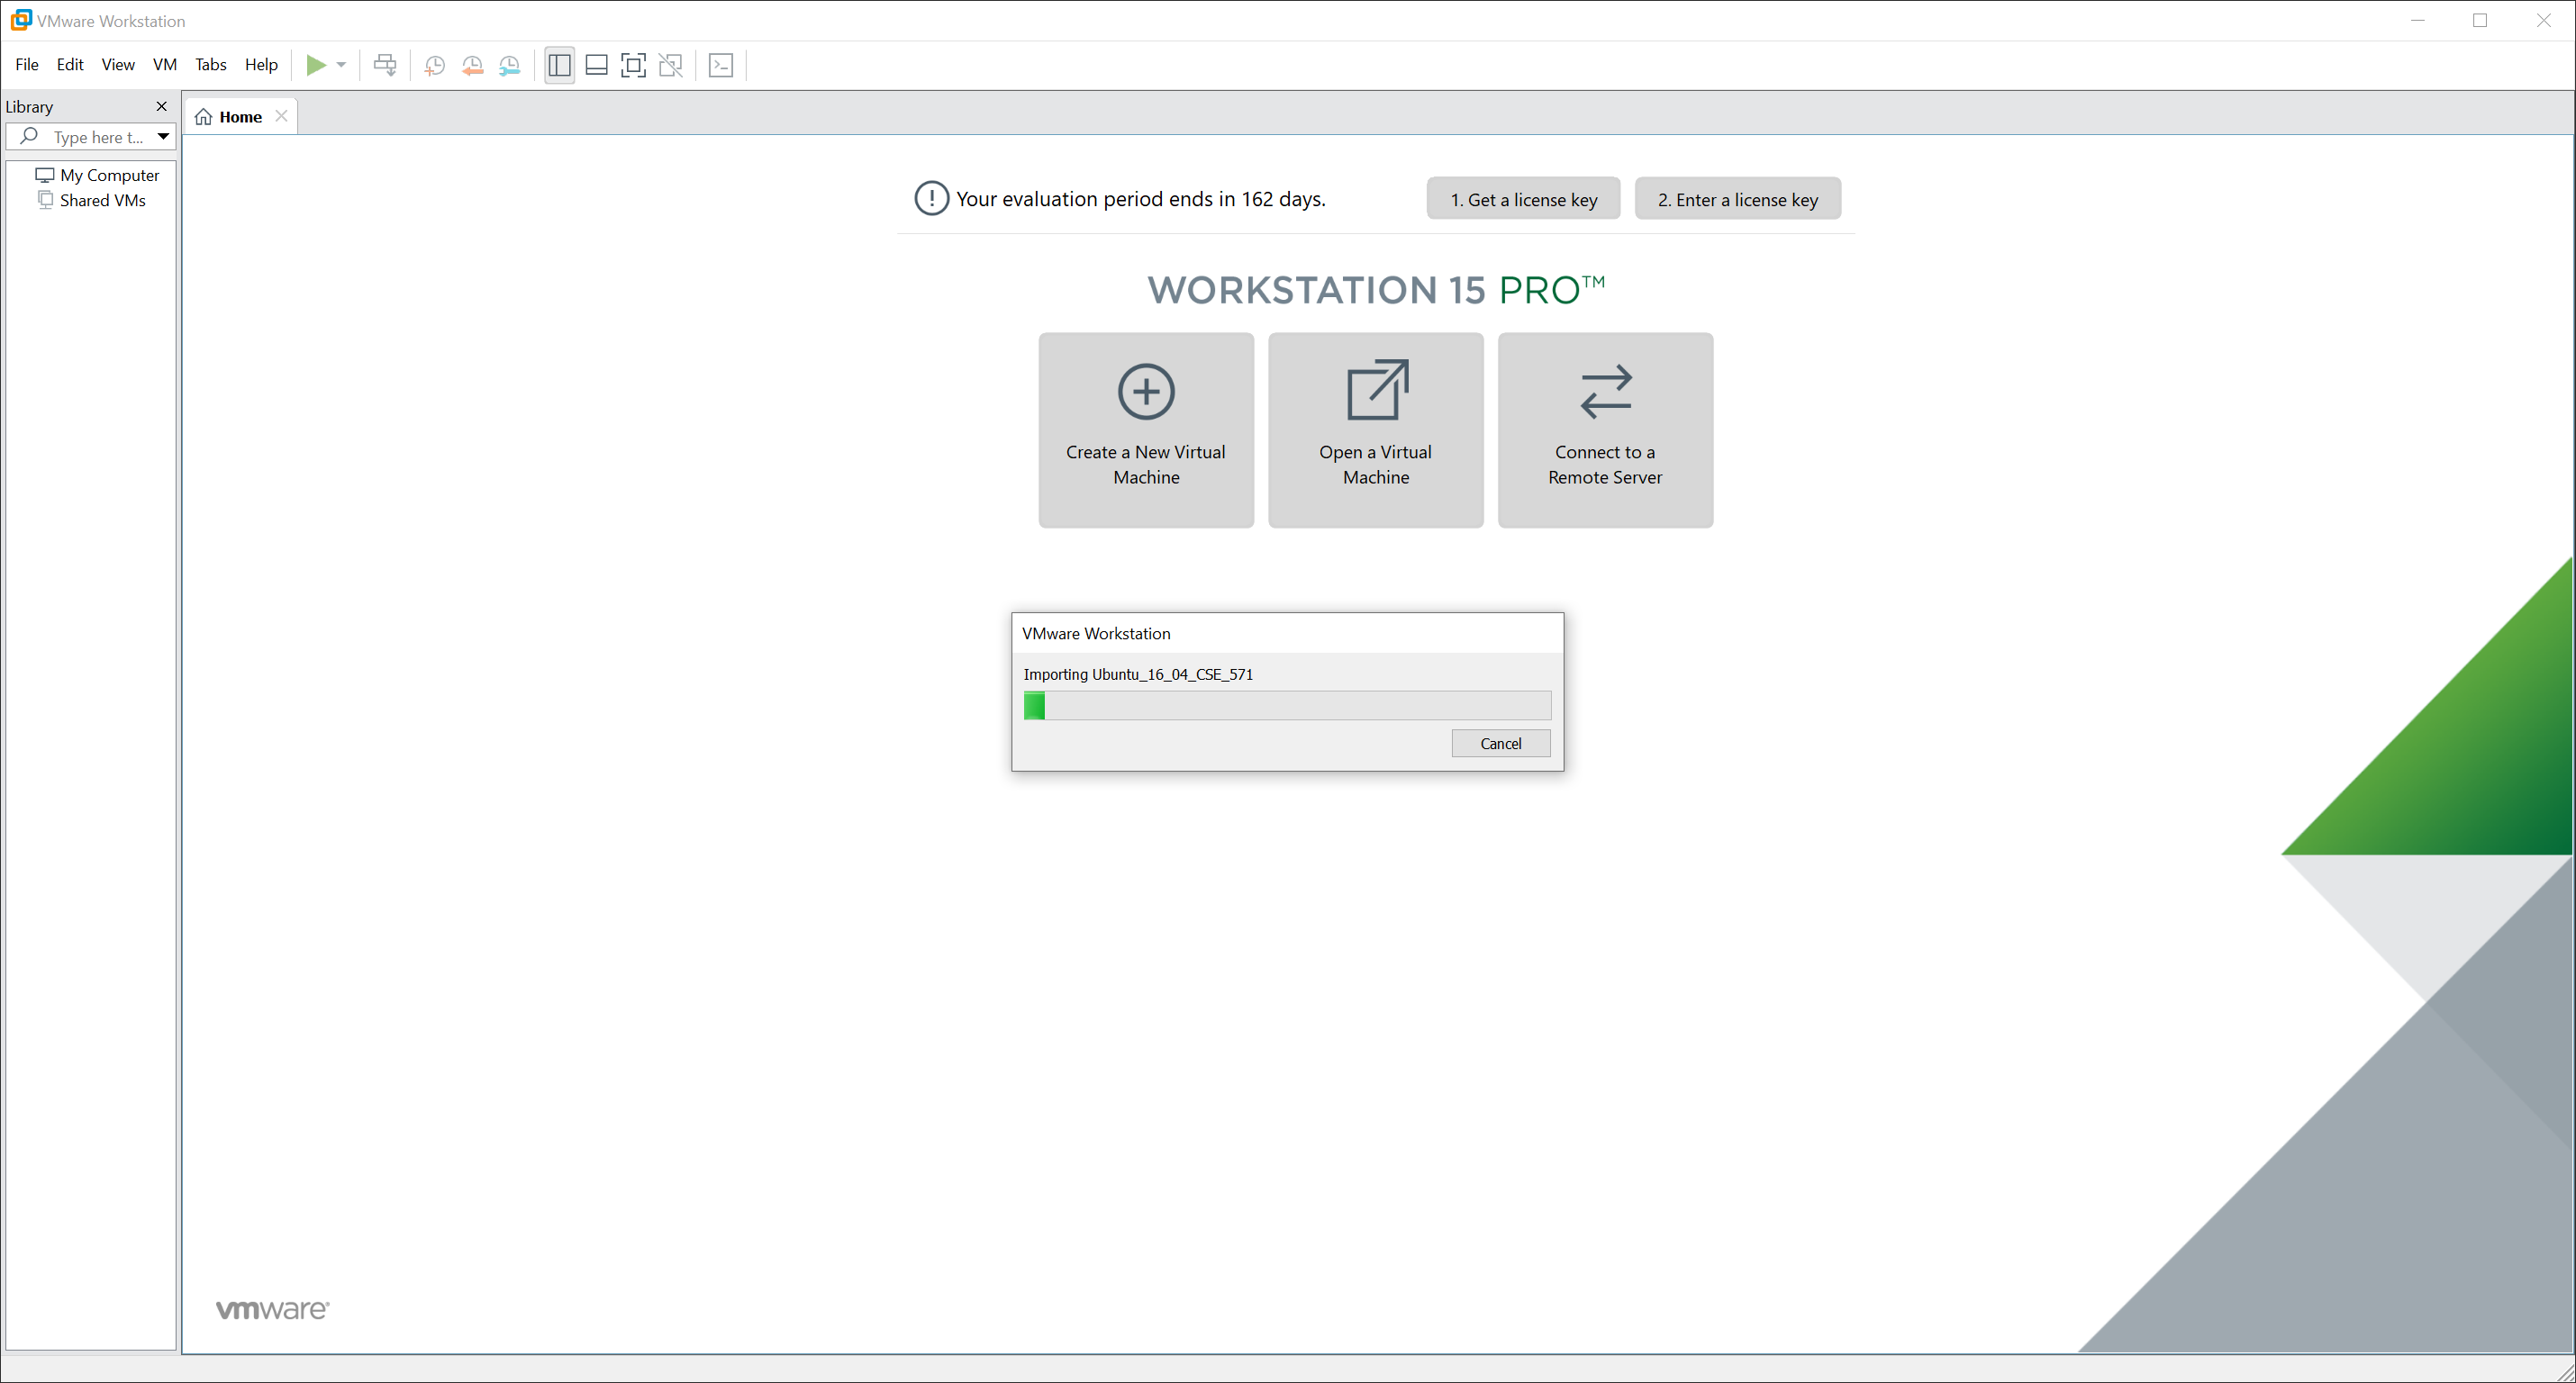 VMware Workstation
File Edit View VM Tabs Help
Library
Type here t...
My Computer
Shared VMs
Home
Your evaluation period ends in 162 days.
1. Get a license key
2. Enter a license key
WORKSTATION 15 PRO™
Create a New Virtual
Machine
Open a Virtual
Machine
Connect to a
Remote Server
VMware Workstation
Importing Ubuntu_16_04_CSE_571
Cancel
vmware®